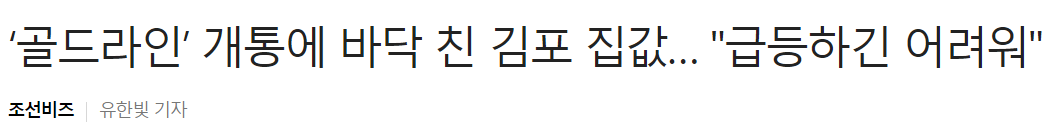 ‘골드라인’ 개통에 바닥 친 김포 집값... "급등하긴 어려워"
조선비즈 | 유한빛 기자